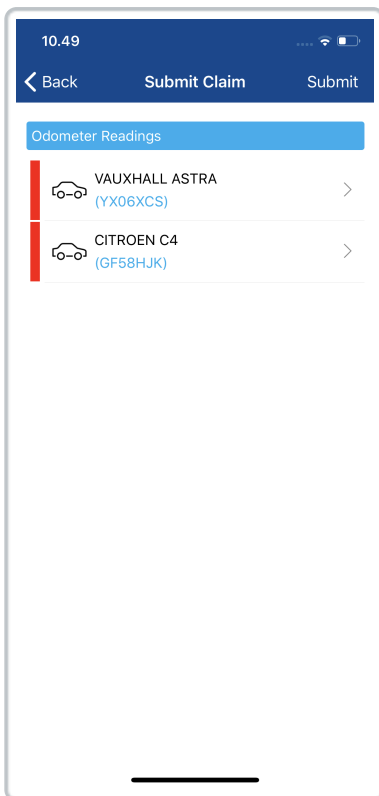 10.49
Back Submit Claim Submit
Odometer Readings
VAUXHALL ASTRA
(YX06XCS)
CITROEN C4
(GF58HJK)